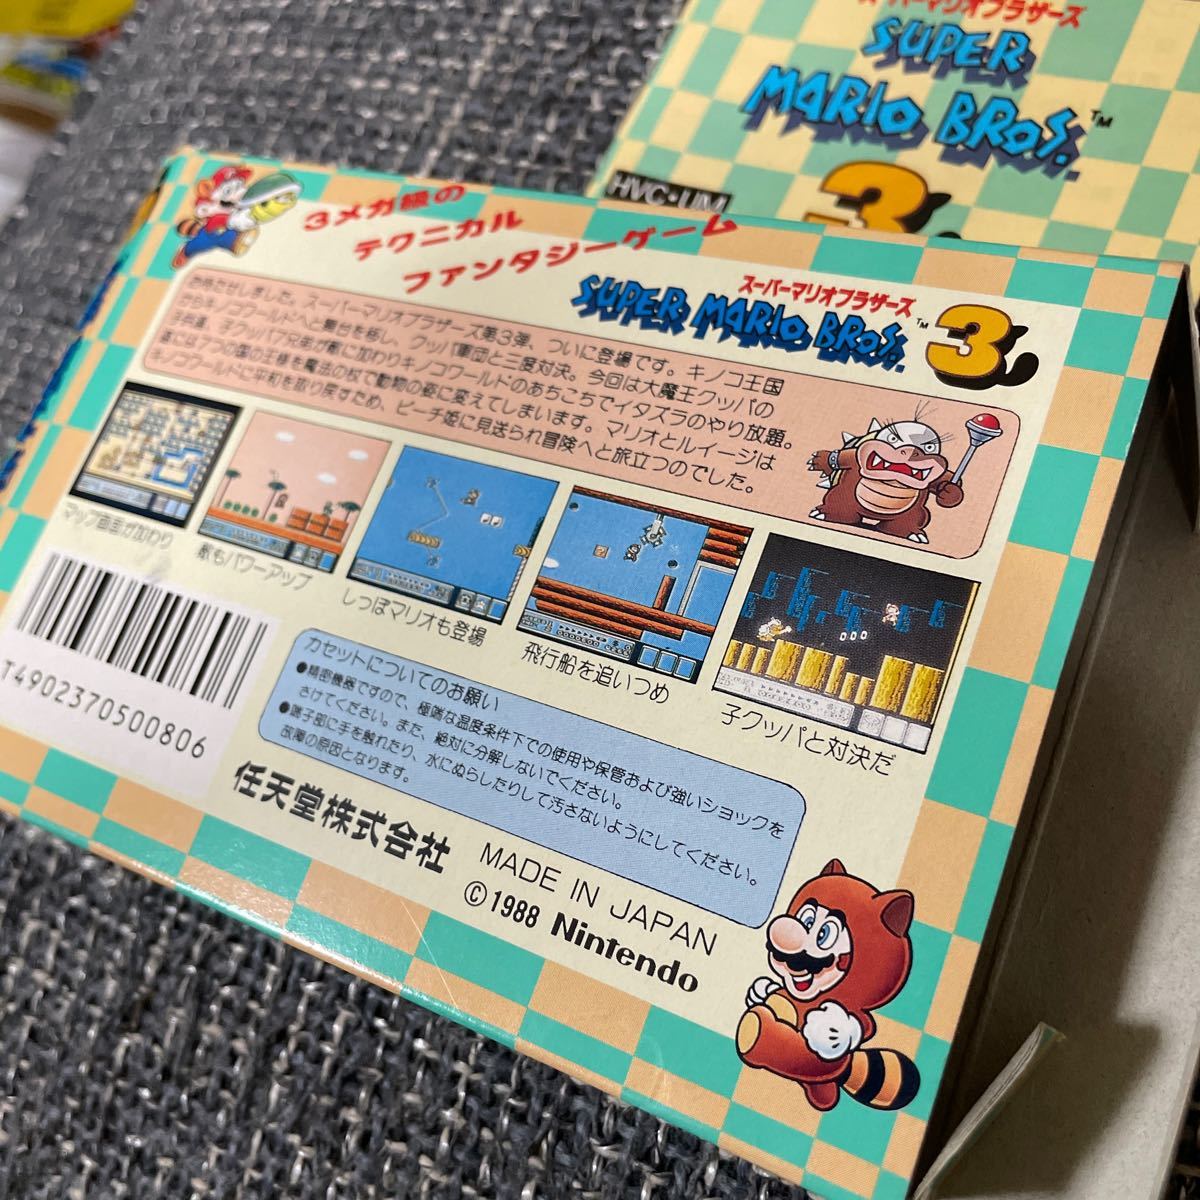 スーパーマリオブラザーズ
SUPER
MARIO BROS.™
3
HVC・UM
3メガ級の
テクニカル
ファンタジーゲーム
スーパーマリオブラザーズ
SUPER MARIO BROS.™ 3
お待たせしました。スーパーマリオブラザーズ第3弾、ついに登場です。キノコ王国
からキノコワールドへと舞台を移し、クッパ軍団と三度対決。今回は大魔王クッパの
子供達、子クッパ7兄弟が敵に加わりキノコワールドのあちこちでイタズラのやり放題。
更には7つの国の王様を魔法の杖で動物の姿に変えてしまいます。マリオとルイージは
キノコワールドに平和を取り戻すため、ピーチ姫に見送られ冒険へと旅立つのでした。
マップ画面が加わり
敵もパワーアップ
しっぽマリオも登場
飛行船を追いつめ
子クッパと対決だ
T4902370500806
カセットについてのお願い
●精密機器ですので、極端な温度条件下での使用や保管および強いショックを
さけてください。また、絶対に分解しないでください。
●端子部に手を触れたり、水にぬらしたりして汚さないようにしてください。
故障の原因となります。
任天堂株式会社
MADE IN JAPAN
©1988 Nintendo